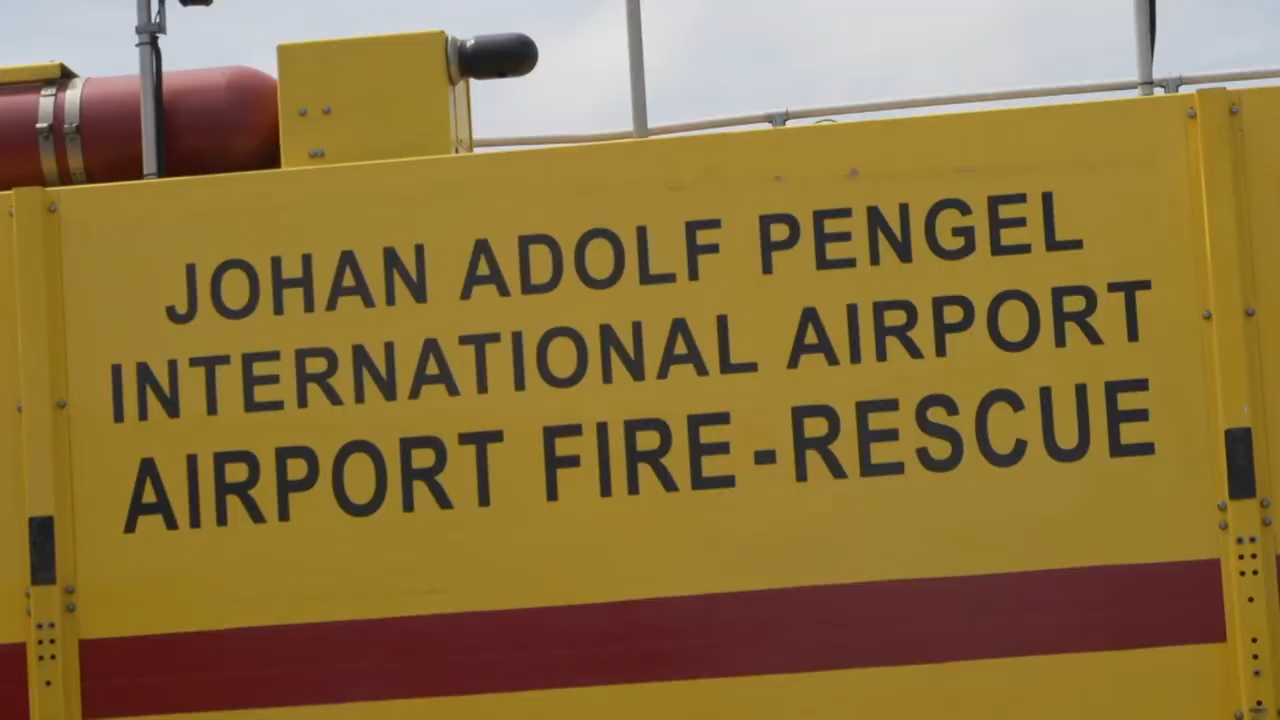 JOHAN ADOLF PENGEL
INTERNATIONAL AIRPORT
AIRPORT FIRE-RESCUE